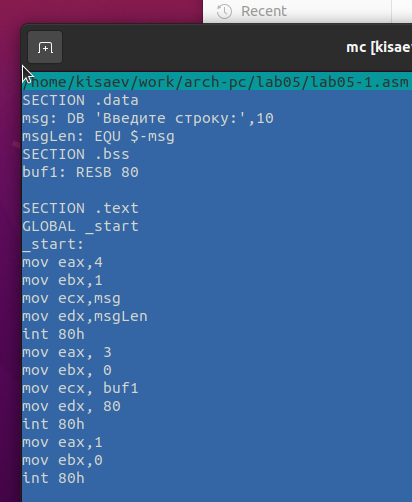 Recent
mc [kisaev
/home/kisaev/work/arch-pc/lab05/lab05-1.asm
SECTION .data
msg: DB 'Введите строку:',10
msgLen: EQU $-msg
SECTION .bss
buf1: RESB 80
SECTION .text
GLOBAL _start
_start:
mov eax,4
mov ebx,1
mov ecx,msg
mov edx,msgLen
int 80h
mov eax, 3
mov ebx, 0
mov ecx, buf1
mov edx, 80
int 80h
mov eax,1
mov ebx,0
int 80h